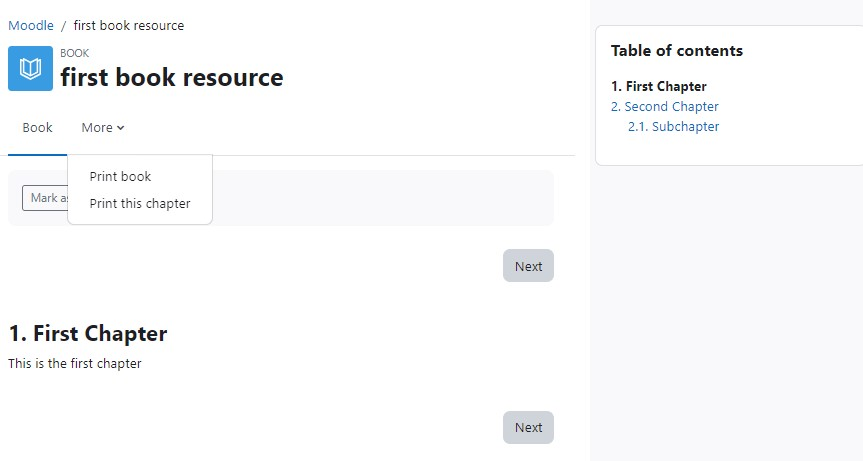 Moodle / first book resource
BOOK
first book resource
Book More
Print book
Print this chapter
Mark
Next
1. First Chapter
This is the first chapter
Next
Table of contents
1. First Chapter
2. Second Chapter
2.1. Subchapter